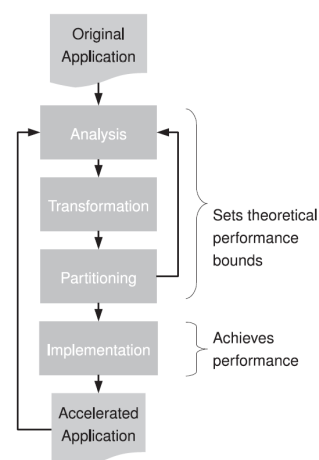 Original
Application
Analysis
Transformation
Partitioning
Sets theoretical
performance
bounds
Implementation
Achieves
performance
Accelerated
Application